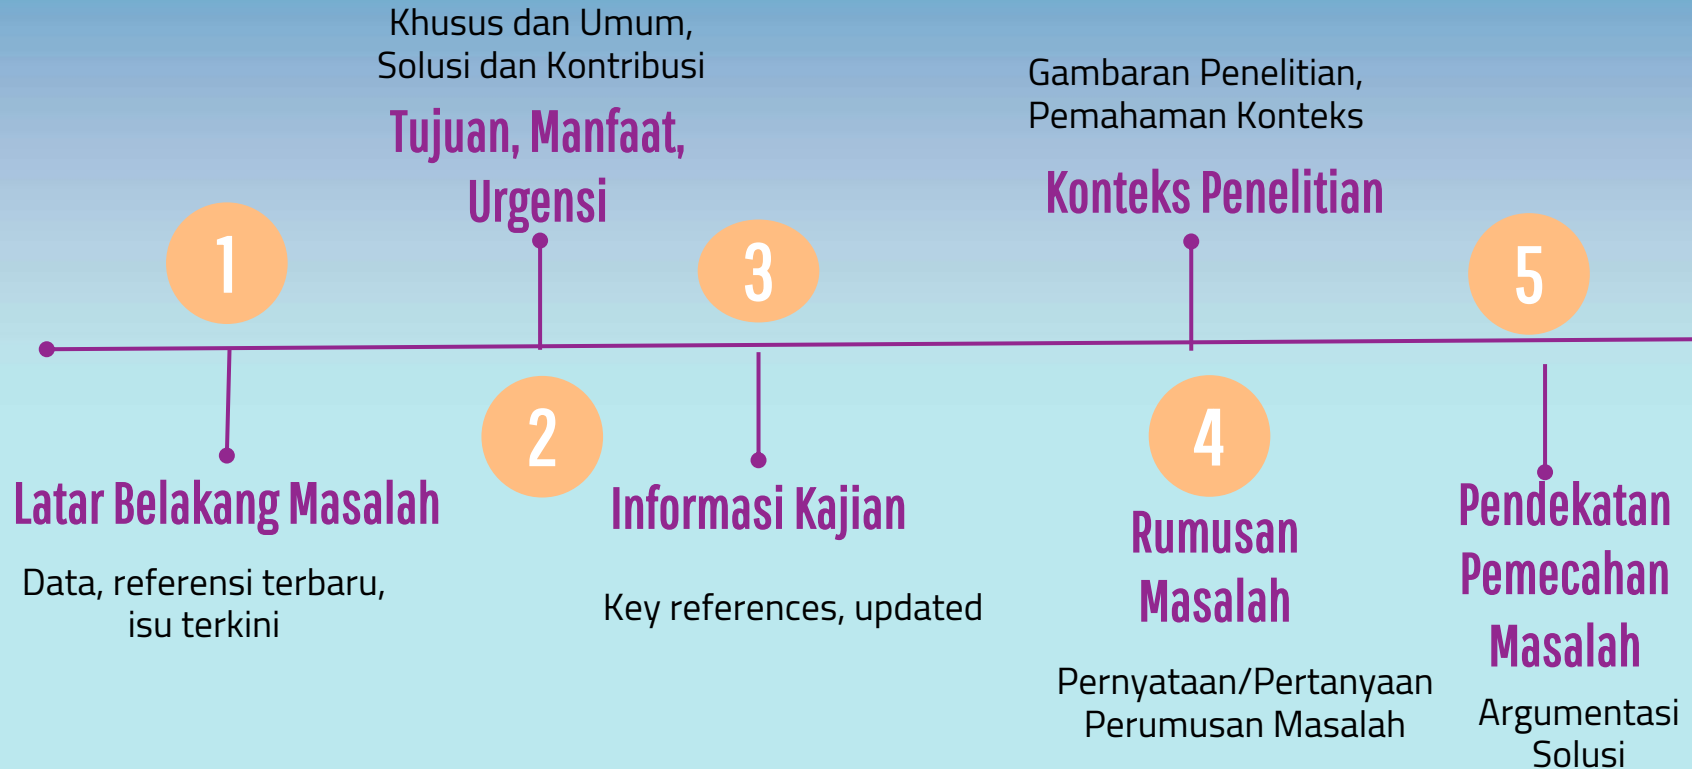 1
Latar Belakang Masalah
Data, referensi terbaru,
isu terkini
Khusus dan Umum,
Solusi dan Kontribusi
Tujuan, Manfaat,
Urgensi
2
3
Informasi Kajian
Key references, updated
Gambaran Penelitian,
Pemahaman Konteks
Konteks Penelitian
4
Rumusan
Masalah
Pernyataan/Pertanyaan
Perumusan Masalah
5
Pendekatan
Pemecahan
Masalah
Argumentasi
Solusi